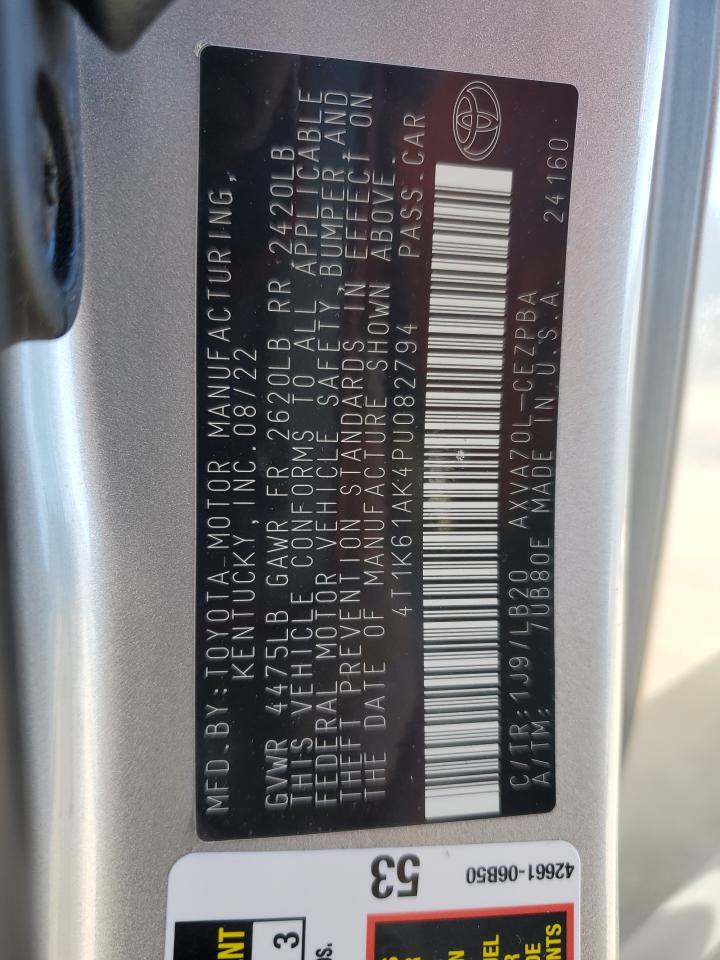 MFD.BY:TOYOTA MOTOR MANUFACTURING,
KENTUCKY, INC 08/22
GVWR 4475LB GAWR FR 2620LB RR 2420LB
THIS VEHICLE CONFORMS TO ALL APPLICABLE
FEDERAL MOTOR VEHICLE SAFETY,BUMPER,AND
THEFT PREVENTION STANDARDS IN EFFECT ON
THE DATE OF MANUFACTURE SHOWN ABOVE.
4T1K61AK4PU082794 PASS.CAR
C/TR:1J9/LB20 AXVA70L-CEZPBA
A/TM: /UB80E MADE IN U.S.A. 24160
53
42661-06B50
3